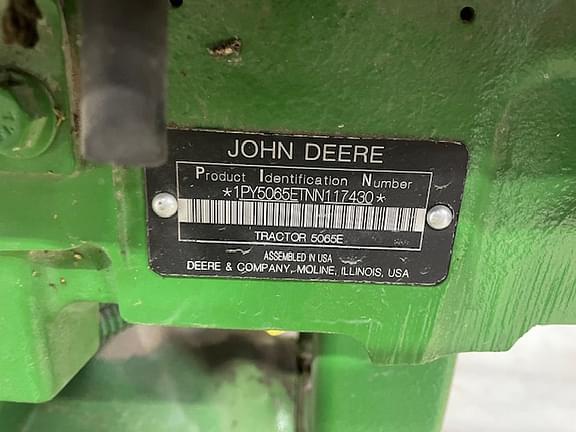 JOHN DEERE
Product Identification Number
*1PY5065ETNN117430*
TRACTOR 5065E
ASSEMBLED IN USA
DEERE & COMPANY, MOLINE, ILLINOIS, USA